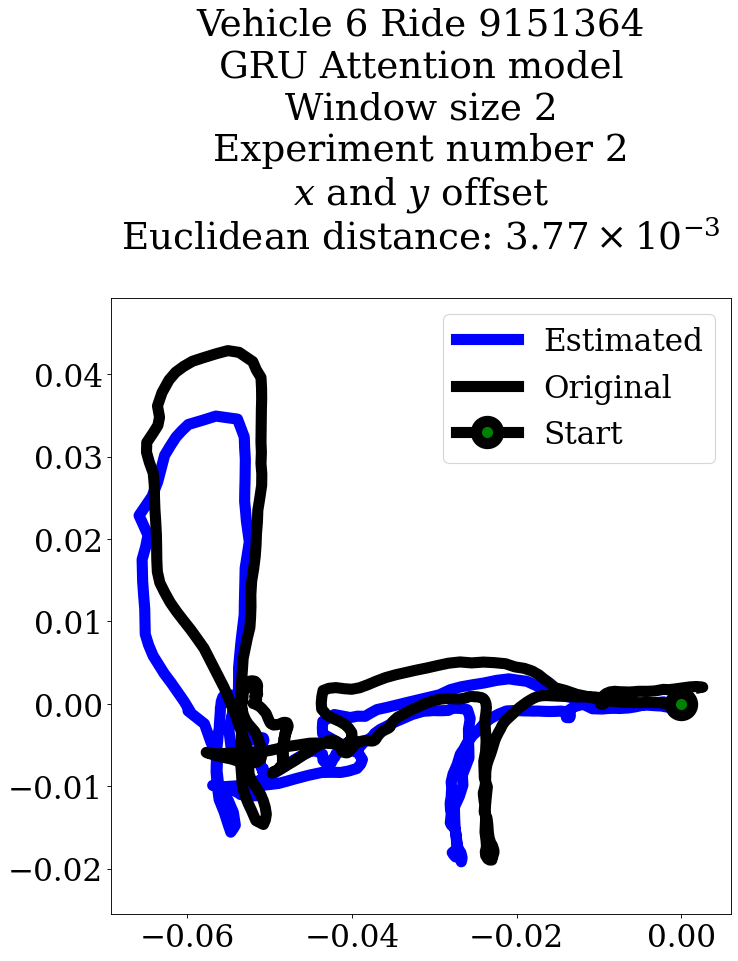 Vehicle 6 Ride 9151364
GRU Attention model
Window size 2
Experiment number 2
x and y offset
Euclidean distance: 3.77 × 10⁻³
Estimated
Original
Start
0.04
0.03
0.02
0.01
0.00
−0.01
−0.02
−0.06
−0.04
−0.02
0.00